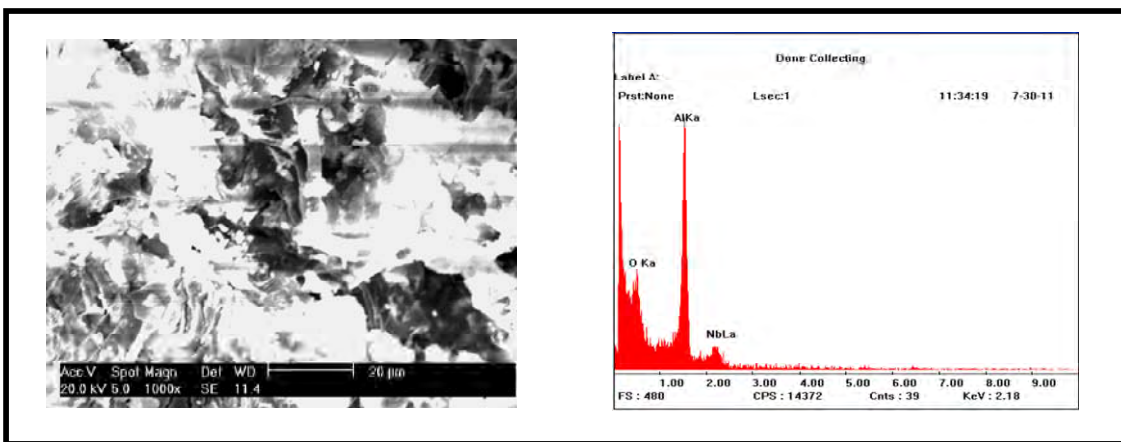 Acc.V Spot Magn Det WD 20 µm
20.0 kV 5.0 1000x SE 11.4
Done Collecting
Label A:
Prst:None Lsec:1 11:34:19 7-30-11
AlKa
O Ka
NbLa
1.00 2.00 3.00 4.00 5.00 6.00 7.00 8.00 9.00
FS : 480 CPS : 14372 Cnts : 39 KeV : 2.18